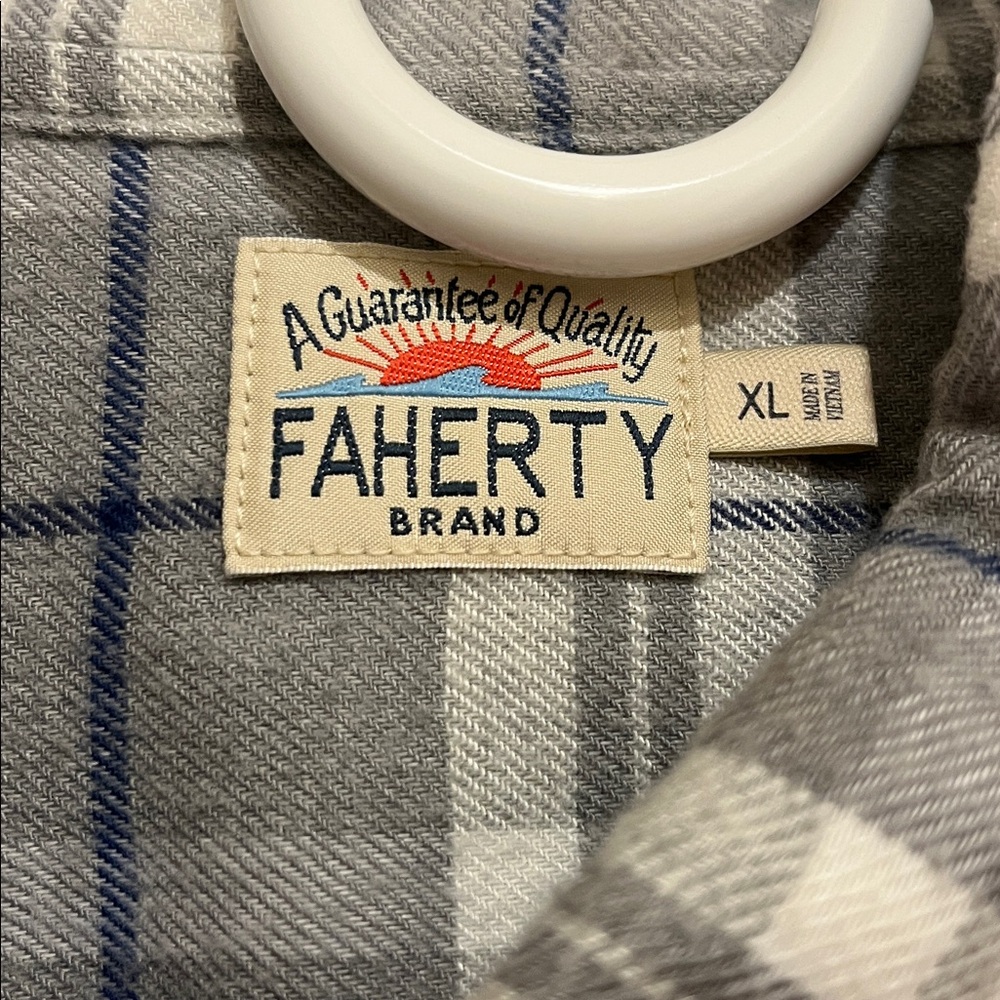 A Guarantee of Quality
FAHERTY
BRAND
XL
MADE IN
VIETNAM